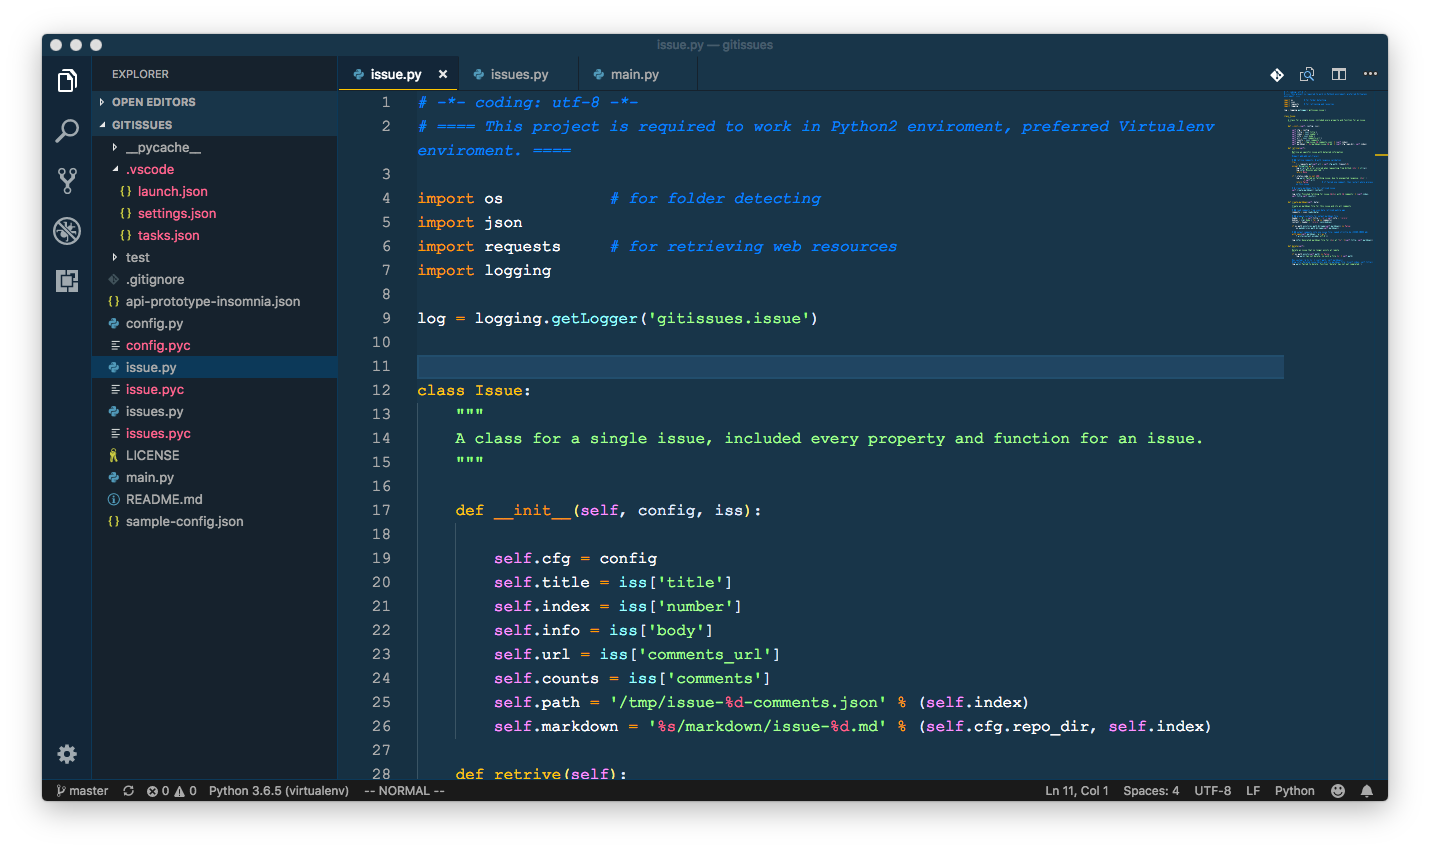 issue.py — gitissues
EXPLORER
OPEN EDITORS
GITISSUES
__pycache__
.vscode
{} launch.json
{} settings.json
{} tasks.json
test
.gitignore
{} api-prototype-insomnia.json
config.py
config.pyc
issue.py
issue.pyc
issues.py
issues.pyc
LICENSE
main.py
README.md
{} sample-config.json
issue.py × issues.py main.py
1 # -*- coding: utf-8 -*-
2 # ==== This project is required to work in Python2 enviroment, preferred Virtualenv
enviroment. ====
3
4 import os # for folder detecting
5 import json
6 import requests # for retrieving web resources
7 import logging
8
9 log = logging.getLogger('gitissues.issue')
10
11
12 class Issue:
13 """
14 A class for a single issue, included every property and function for an issue.
15 """
16
17 def __init__(self, config, iss):
18
19 self.cfg = config
20 self.title = iss['title']
21 self.index = iss['number']
22 self.info = iss['body']
23 self.url = iss['comments_url']
24 self.counts = iss['comments']
25 self.path = '/tmp/issue-%d-comments.json' % (self.index)
26 self.markdown = '%s/markdown/issue-%d.md' % (self.cfg.repo_dir, self.index)
27
28 def retrive(self):
master 0 0 Python 3.6.5 (virtualenv) -- NORMAL -- Ln 11, Col 1 Spaces: 4 UTF-8 LF Python